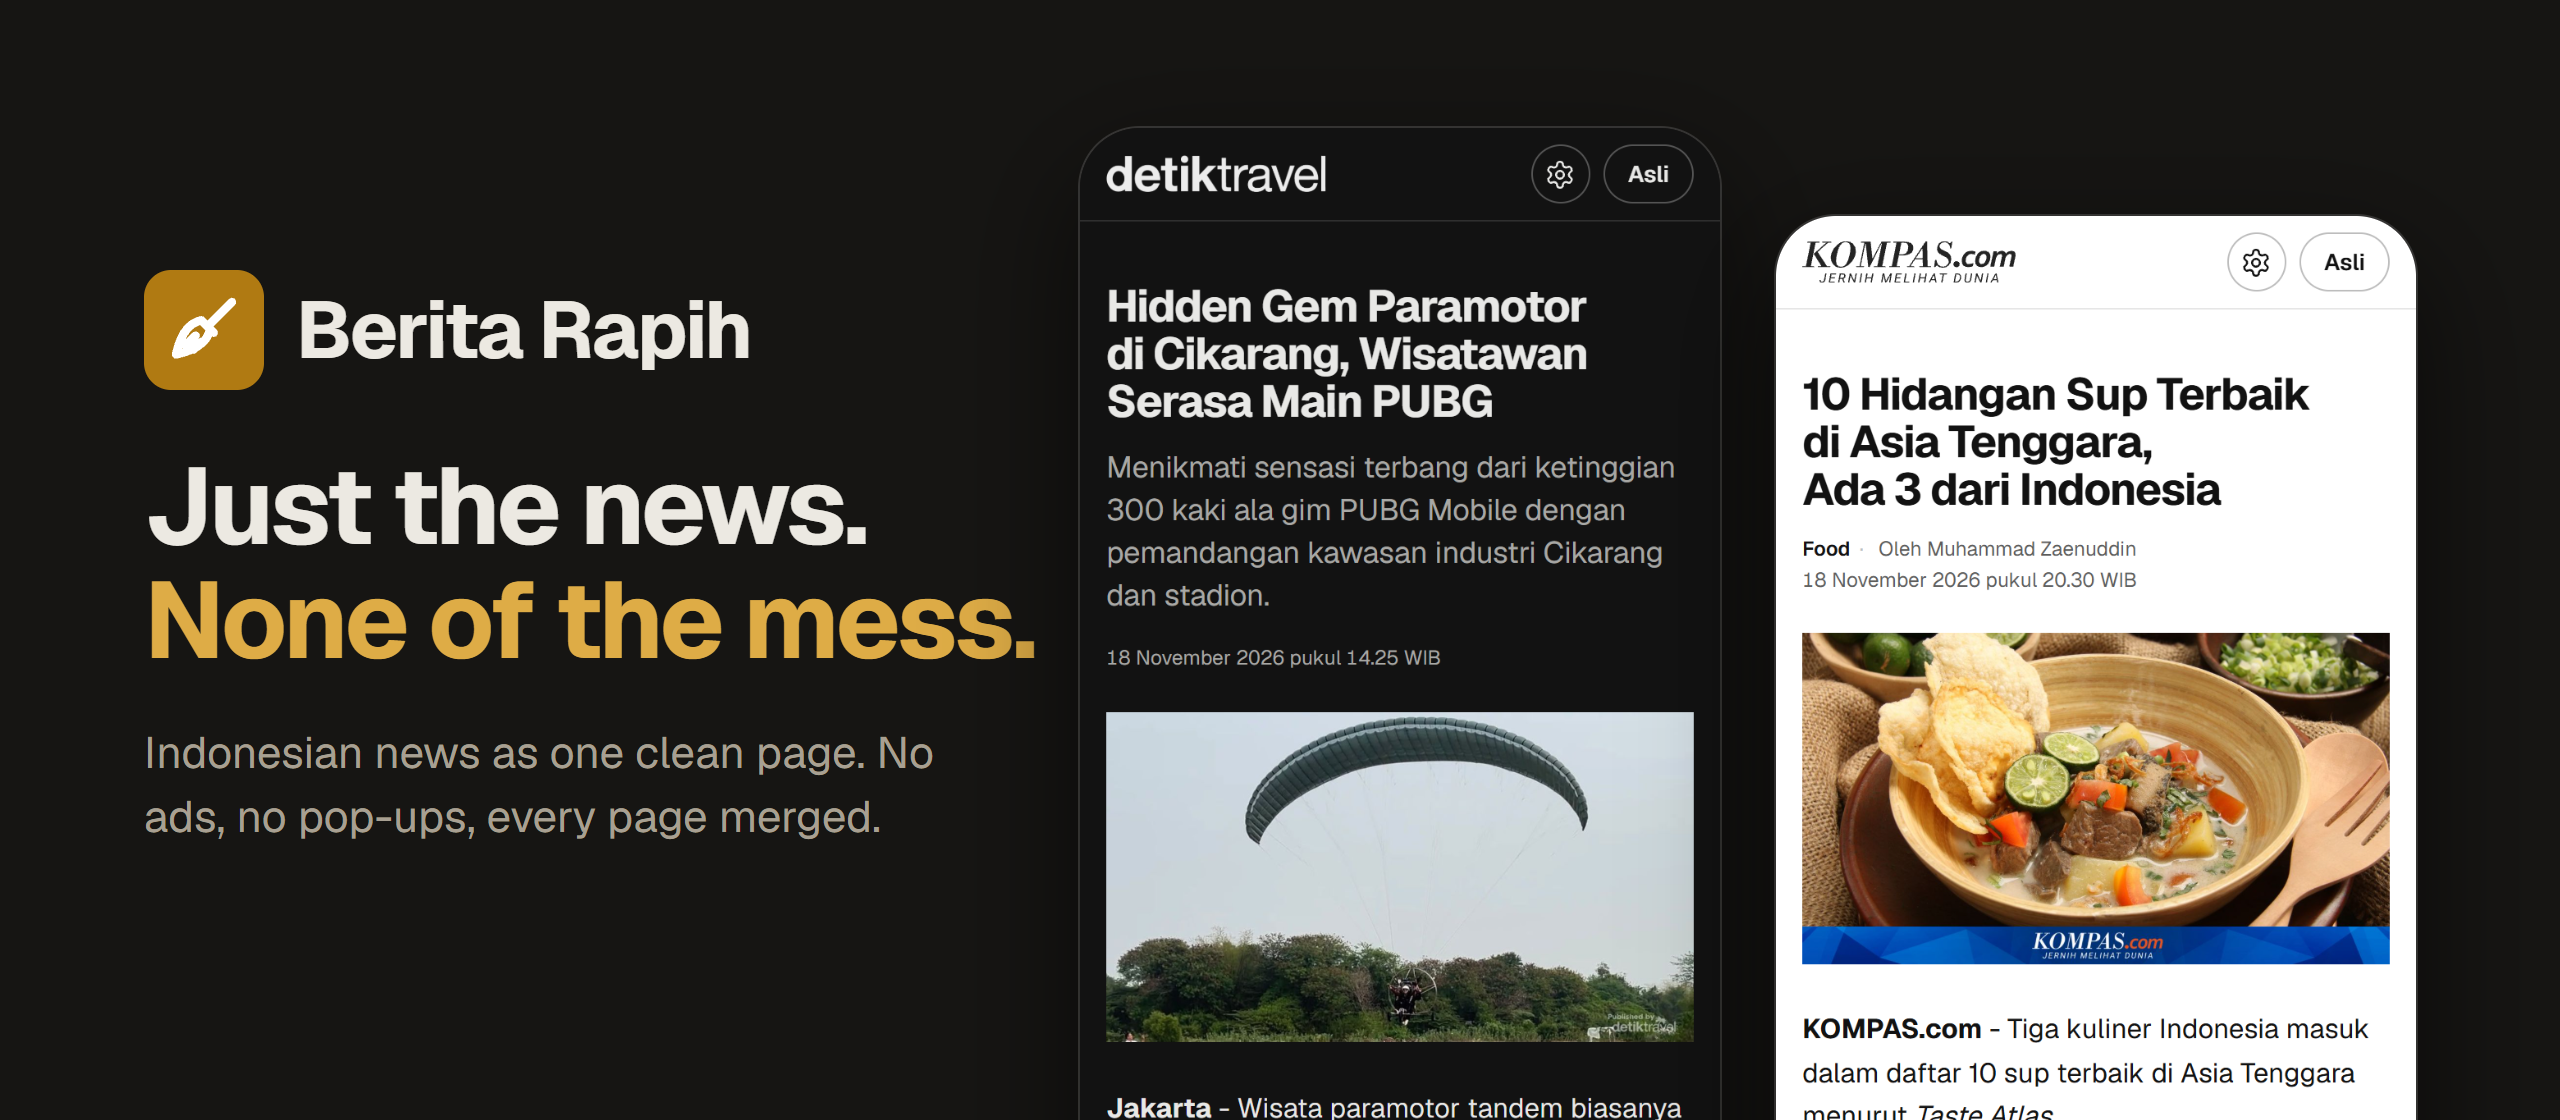 Berita Rapih
Just the news.
None of the mess.
Indonesian news as one clean page. No
ads, no pop-ups, every page merged.
detiktravel
Asli
Hidden Gem Paramotor
di Cikarang, Wisatawan
Serasa Main PUBG
Menikmati sensasi terbang dari ketinggian
300 kaki ala gim PUBG Mobile dengan
pemandangan kawasan industri Cikarang
dan stadion.
18 November 2026 pukul 14.25 WIB
Published by
detiktravel
Jakarta - Wisata paramotor tandem biasanya
KOMPAS.com
JERNIH MELIHAT DUNIA
Asli
10 Hidangan Sup Terbaik
di Asia Tenggara,
Ada 3 dari Indonesia
Food · Oleh Muhammad Zaenuddin
18 November 2026 pukul 20.30 WIB
KOMPAS.com
JERNIH MELIHAT DUNIA
KOMPAS.com - Tiga kuliner Indonesia masuk
dalam daftar 10 sup terbaik di Asia Tenggara
menurut Taste Atlas.